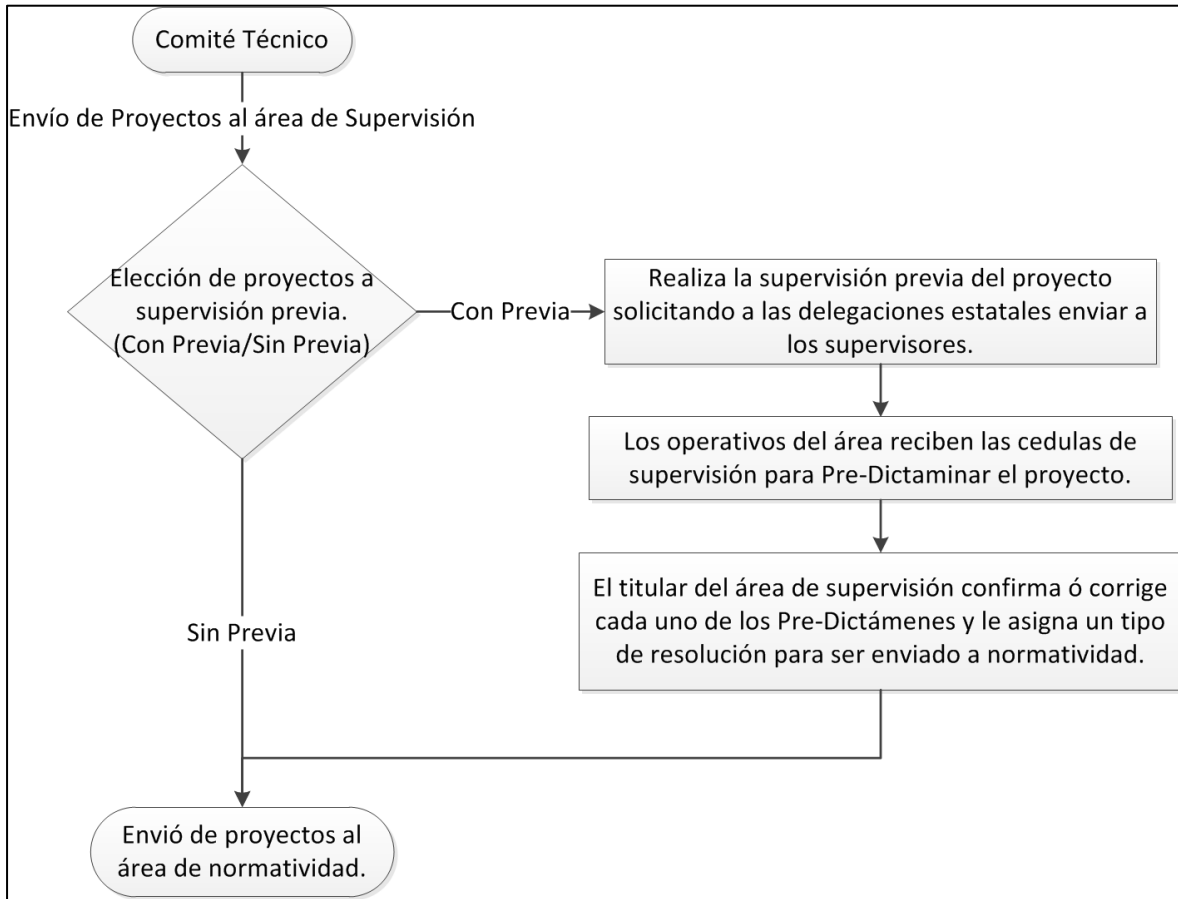 Comité Técnico
Envío de Proyectos al área de Supervisión
Elección de proyectos a
supervisión previa.
(Con Previa/Sin Previa)
Con Previa
Realiza la supervisión previa del proyecto
solicitando a las delegaciones estatales enviar a
los supervisores.
Los operativos del área reciben las cedulas de
supervisión para Pre-Dictaminar el proyecto.
El titular del área de supervisión confirma ó corrige
cada uno de los Pre-Dictámenes y le asigna un tipo
de resolución para ser enviado a normatividad.
Sin Previa
Envió de proyectos al
área de normatividad.